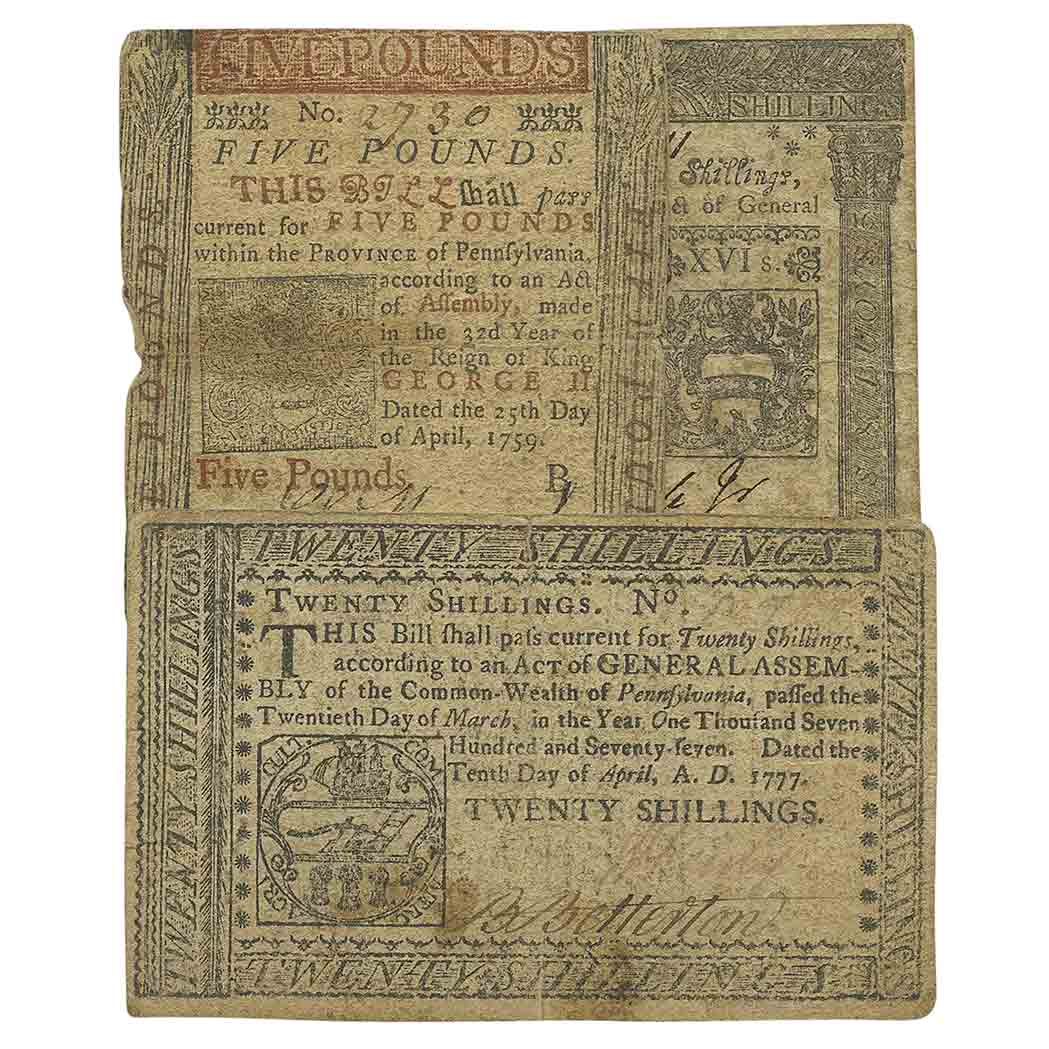 FIVE POUNDS
No: 2730
FIVE POUNDS.
THIS BILL ſhall paſs
current for FIVE POUNDS
within the PROVINCE of Pennſylvania,
according to an Act
of Aſſembly, made
in the 32d Year of
the Reign of King
GEORGE II.
Dated the 25th Day
of April, 1759.
Five Pounds.
POUNDS
SHILLING
Shillings,
of General
XVI s.
Jr
TWENTY SHILLINGS
TWENTY SHILLINGS. No.
THIS Bill ſhall paſs current for Twenty Shillings,
according to an ACT of GENERAL ASSEM-
BLY of the Common-Wealth of Pennſylvania, paſſed the
Twentieth Day of March, in the Year One Thouſand Seven
Hundred and Seventy-ſeven. Dated the
Tenth Day of April, A. D. 1777.
TWENTY SHILLINGS.
B Betterton
TWENTY SHILLINGS
TWENTY SHILLINGS
TWENTY SHILLINGS